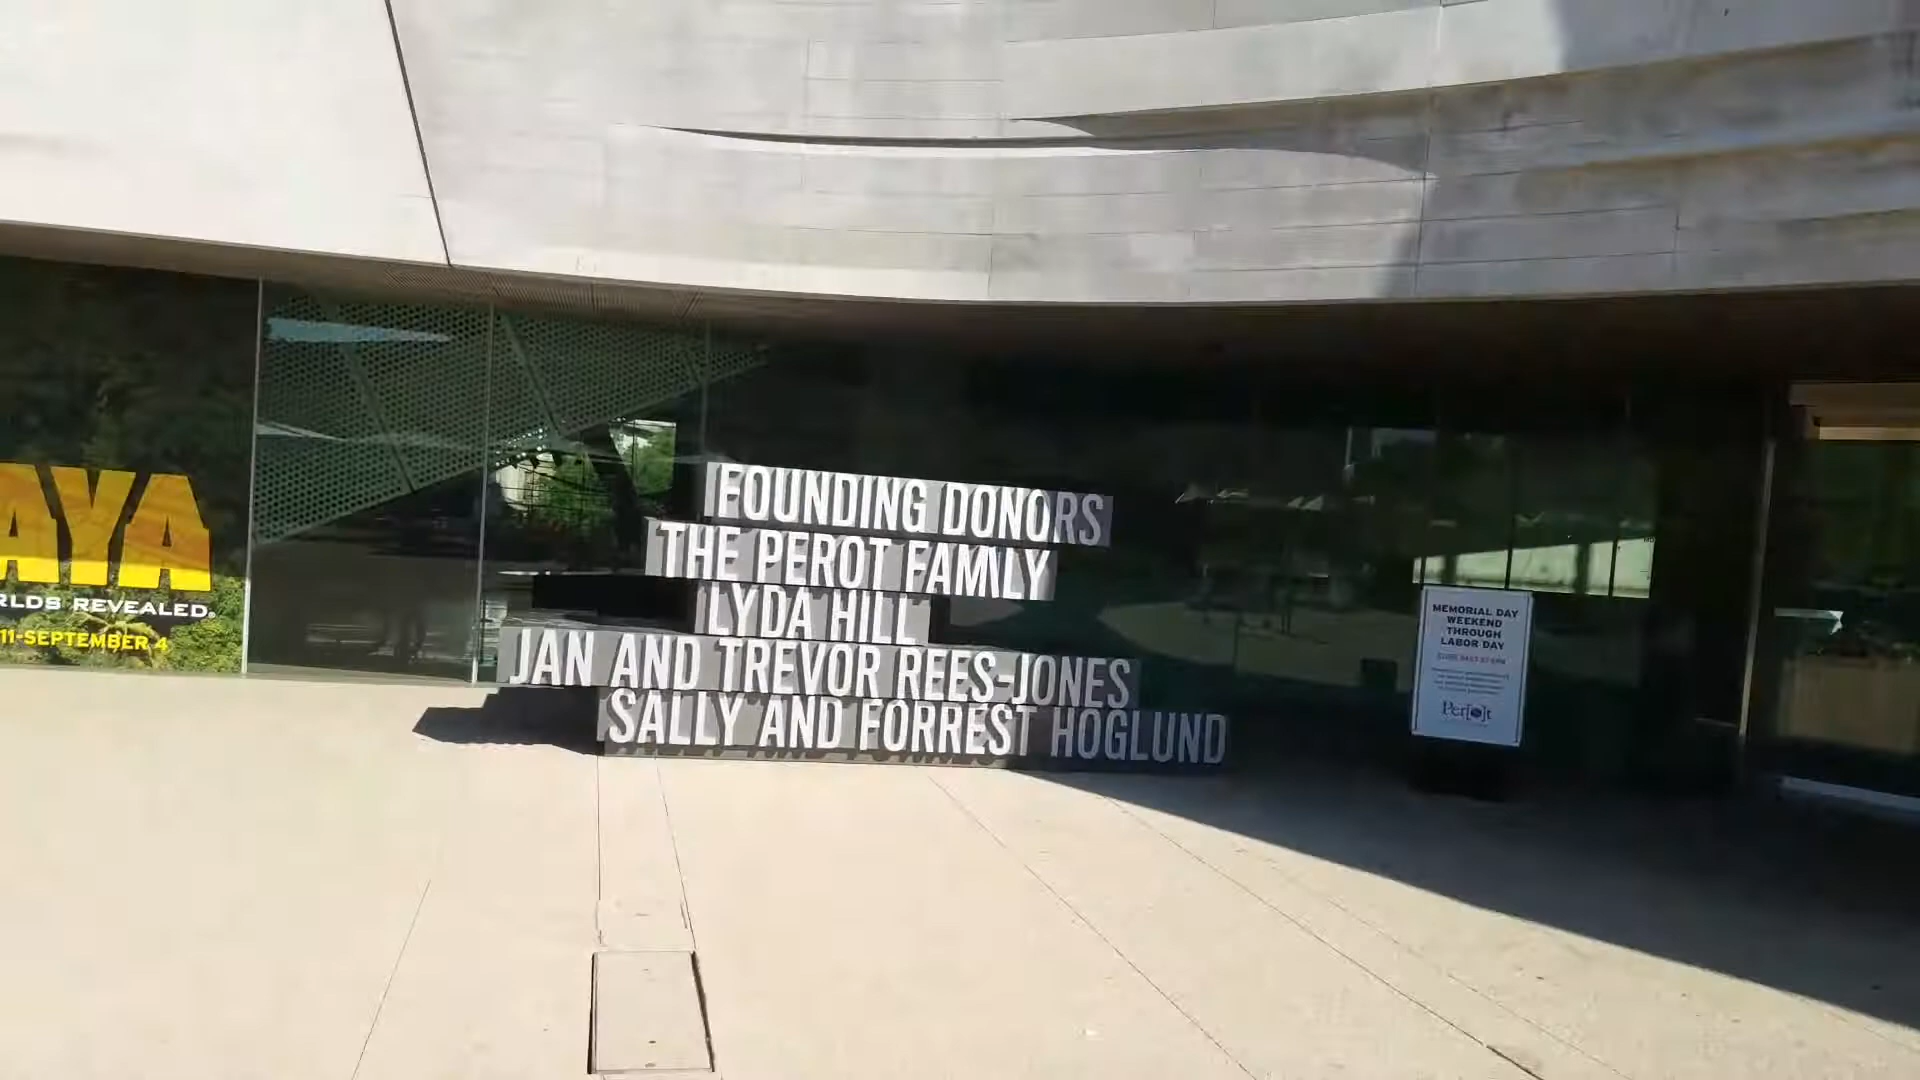 AYA
RLDS REVEALED®
11-SEPTEMBER 4
FOUNDING DONORS
THE PEROT FAMILY
LYDA HILL
JAN AND TREVOR REES-JONES
SALLY AND FORREST HOGLUND
MEMORIAL DAY
WEEKEND
THROUGH
LABOR DAY
Per[o]t